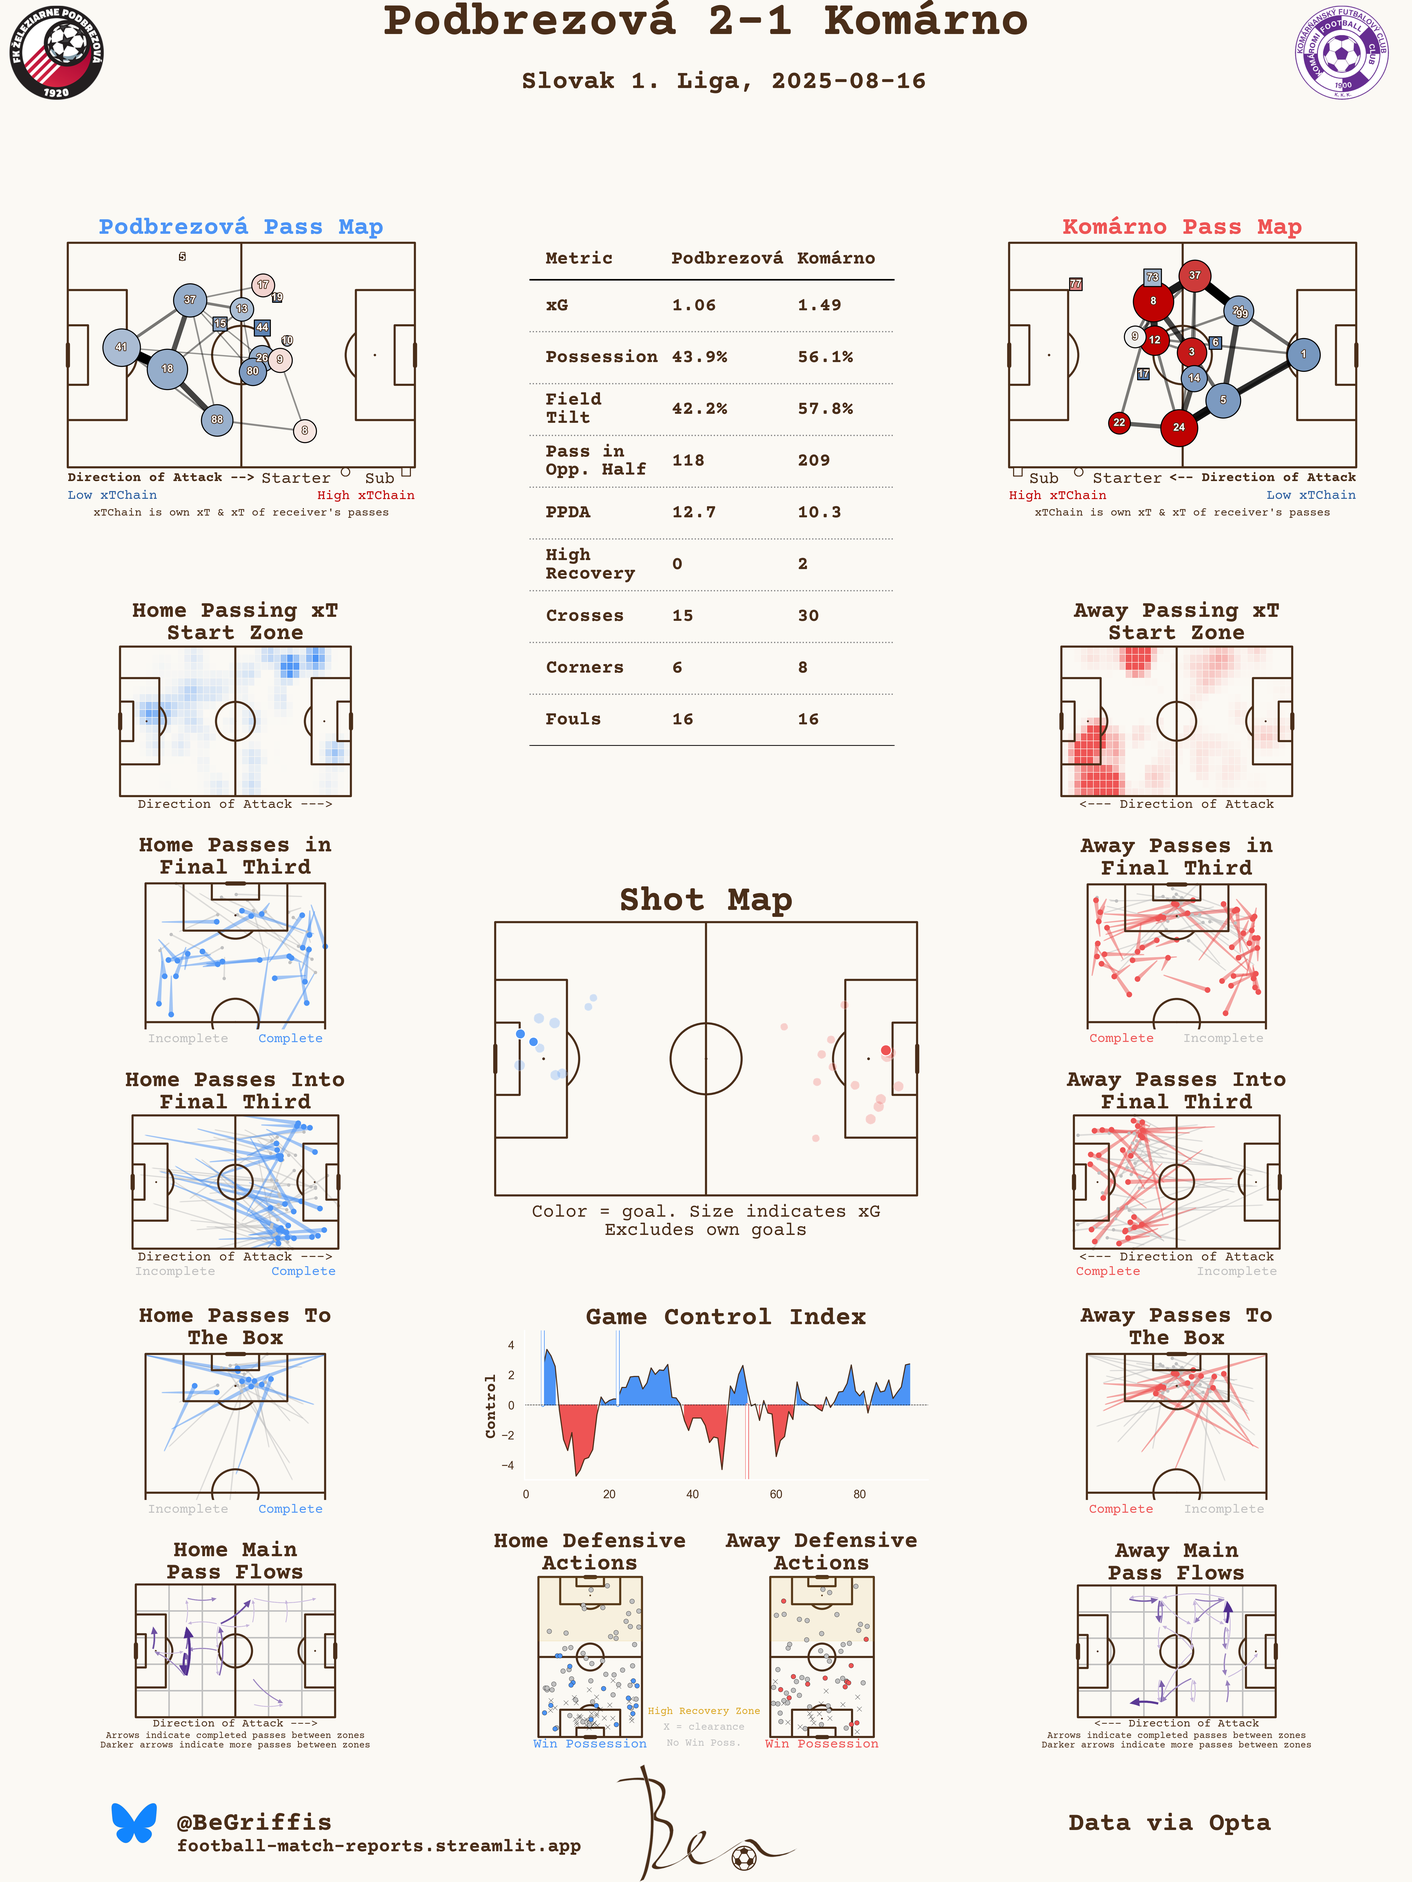 Podbrezová 2-1 Komárno
Slovak 1. Liga, 2025-08-16
FK ŽELEZIARNE PODBREZOVÁ
1920
KOMÁRŇANSKÝ FUTBALOVÝ CLUB
KOMÁROMI FOOTBALL CLUB
1900
K.F.C.
Podbrezová Pass Map
5
17
19
37
13
15
44
10
41
26
9
18
80
88
8
Direction of Attack --> Starter Sub
Low xTChain High xTChain
xTChain is own xT & xT of receiver's passes
Metric Podbrezová Komárno
xG 1.06 1.49
Possession 43.9% 56.1%
Field
Tilt 42.2% 57.8%
Pass in
Opp. Half 118 209
PPDA 12.7 10.3
High
Recovery 0 2
Crosses 15 30
Corners 6 8
Fouls 16 16
Komárno Pass Map
77
73
37
8
99
9
12
6
3
1
17
14
5
22
24
Sub Starter <-- Direction of Attack
High xTChain Low xTChain
xTChain is own xT & xT of receiver's passes
Home Passing xT
Start Zone
Direction of Attack --->
Away Passing xT
Start Zone
<--- Direction of Attack
Home Passes in
Final Third
Incomplete Complete
Away Passes in
Final Third
Complete Incomplete
Shot Map
Color = goal. Size indicates xG
Excludes own goals
Home Passes Into
Final Third
Direction of Attack --->
Incomplete Complete
Away Passes Into
Final Third
<--- Direction of Attack
Complete Incomplete
Home Passes To
The Box
Incomplete Complete
Game Control Index
Control
4
2
0
−2
−4
0 20 40 60 80
Away Passes To
The Box
Complete Incomplete
Home Main
Pass Flows
Direction of Attack --->
Arrows indicate completed passes between zones
Darker arrows indicate more passes between zones
Home Defensive
Actions
Win Possession
High Recovery Zone
X = clearance
No Win Poss.
Away Defensive
Actions
Win Possession
Away Main
Pass Flows
<--- Direction of Attack
Arrows indicate completed passes between zones
Darker arrows indicate more passes between zones
@BeGriffis
football-match-reports.streamlit.app
Ben
Data via Opta